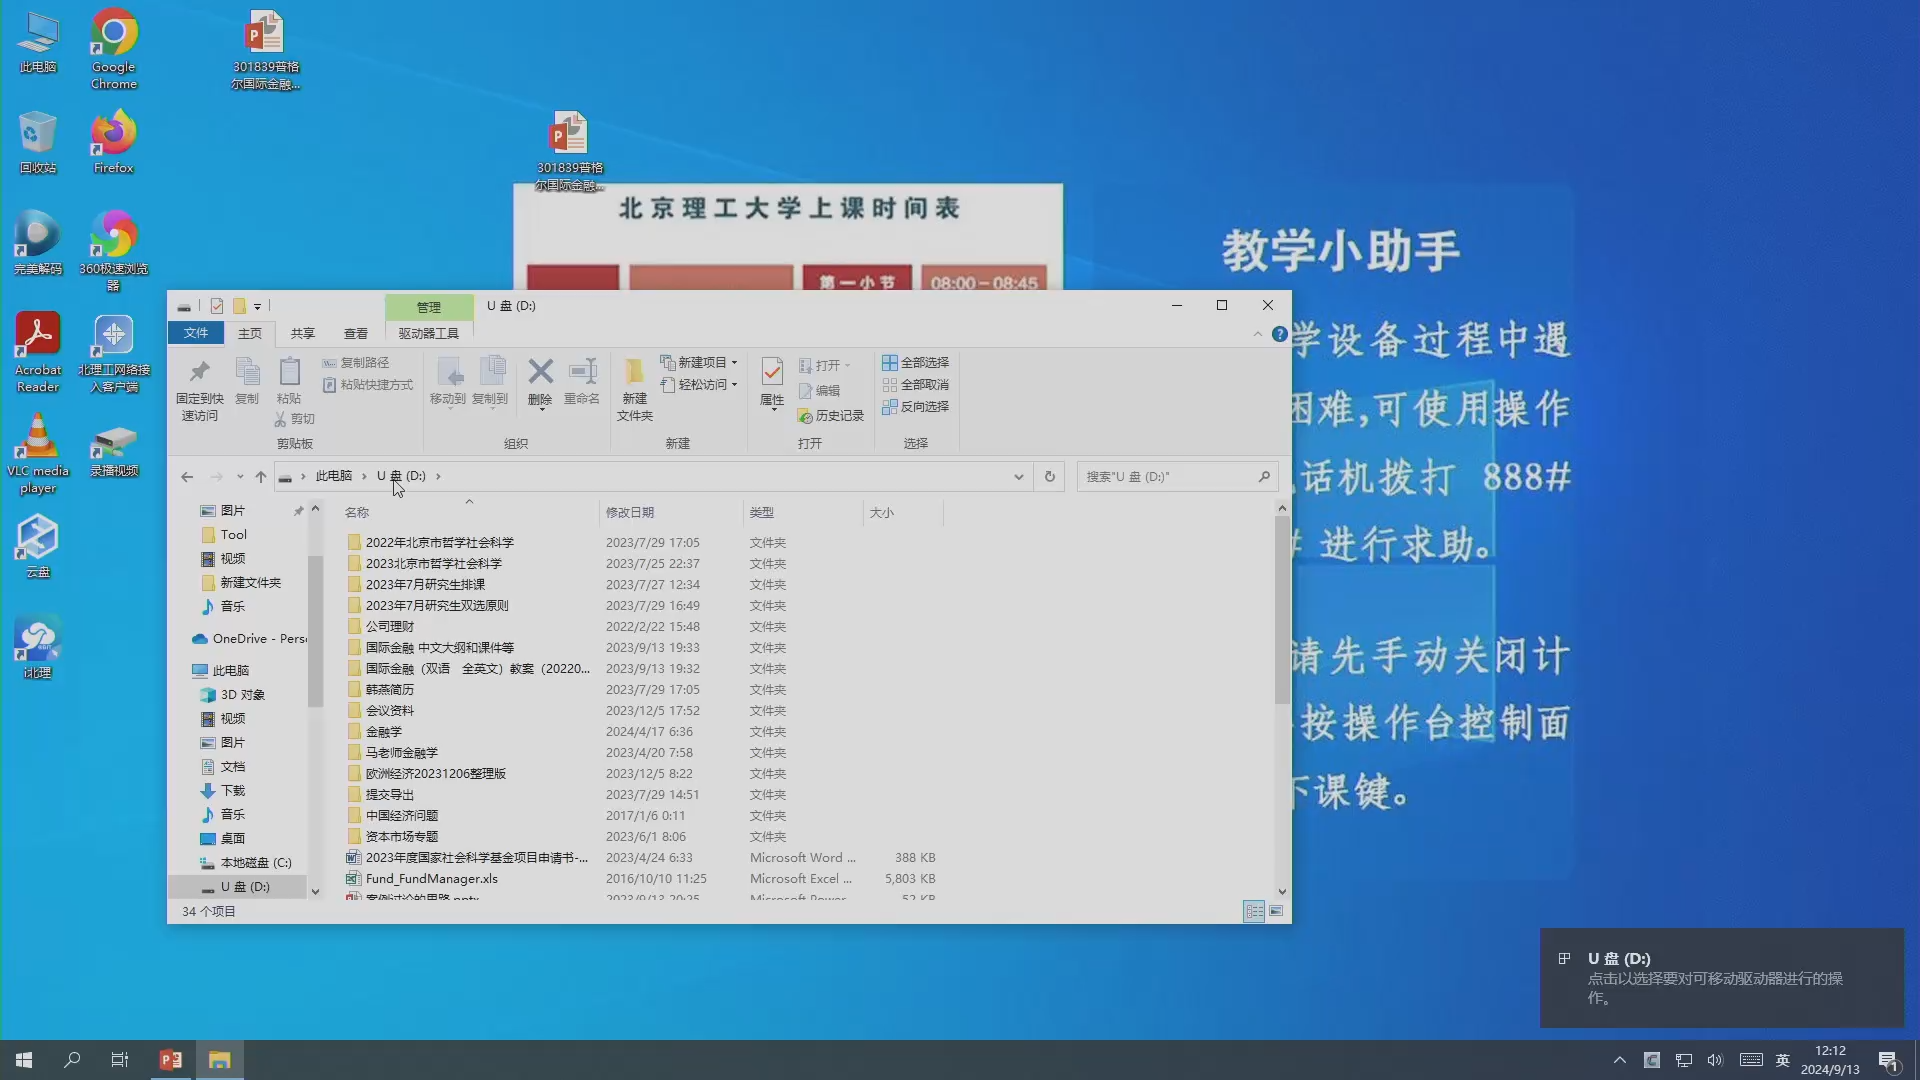 此电脑
Google
Chrome
301839普格
尔国际金融...
回收站
Firefox
301839普格
尔国际金融...
完美解码
360极速浏览
器
Acrobat
Reader
北理工网络接
入客户端
VLC media
player
录播视频
云盘
i北理
北京理工大学上课时间表
第一小节
08:00－08:45
教学小助手
学设备过程中遇
困难,可使用操作
话机拨打 888#
# 进行求助。
请先手动关闭计
按操作台控制面
下课键。
管理
U 盘 (D:)
文件
主页
共享
查看
驱动器工具
固定到快
速访问
复制
粘贴
复制路径
粘贴快捷方式
剪切
剪贴板
移动到
复制到
删除
重命名
组织
新建
文件夹
新建项目
轻松访问
新建
属性
打开
编辑
历史记录
打开
全部选择
全部取消
反向选择
选择
此电脑 › U 盘 (D:) ›
搜索"U 盘 (D:)"
图片
Tool
视频
新建文件夹
音乐
OneDrive - Pers
此电脑
3D 对象
视频
图片
文档
下载
音乐
桌面
本地磁盘 (C:)
U 盘 (D:)
名称 修改日期 类型 大小
2022年北京市哲学社会科学 2023/7/29 17:05 文件夹
2023北京市哲学社会科学 2023/7/25 22:37 文件夹
2023年7月研究生排课 2023/7/27 12:34 文件夹
2023年7月研究生双选原则 2023/7/29 16:49 文件夹
公司理财 2022/2/22 15:48 文件夹
国际金融 中文大纲和课件等 2023/9/13 19:33 文件夹
国际金融（双语 全英文）教案（20220... 2023/9/13 19:32 文件夹
韩燕简历 2023/7/29 17:05 文件夹
会议资料 2023/12/5 17:52 文件夹
金融学 2024/4/17 6:36 文件夹
马老师金融学 2023/4/20 7:58 文件夹
欧洲经济20231206整理版 2023/12/5 8:22 文件夹
提交导出 2023/7/29 14:51 文件夹
中国经济问题 2017/1/6 0:11 文件夹
资本市场专题 2023/6/1 8:06 文件夹
2023年度国家社会科学基金项目申请书-... 2023/4/24 6:33 Microsoft Word ... 388 KB
Fund_FundManager.xls 2016/10/10 11:25 Microsoft Excel ... 5,803 KB
案例讨论的思路.pptx 2023/9/13 20:25 Microsoft Power... 52 KB
34 个项目
U 盘 (D:)
点击以选择要对可移动驱动器进行的操
作。
英
12:12
2024/9/13
1